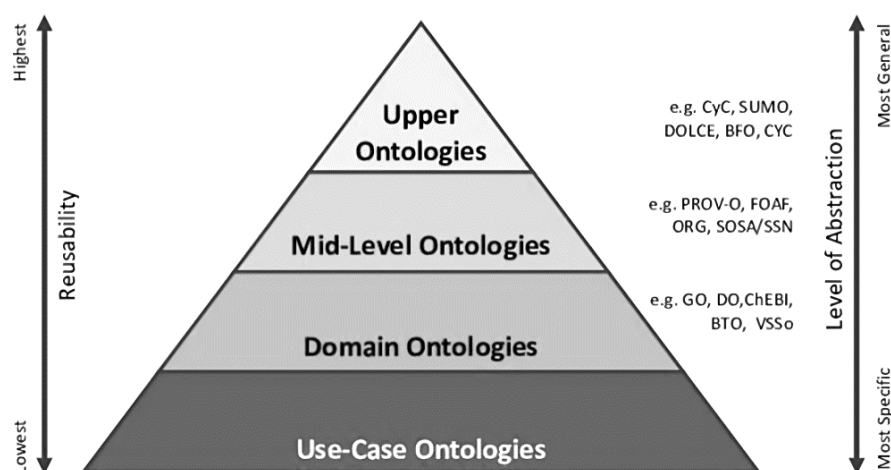 Highest
Reusability
Lowest
Upper
Ontologies
Mid-Level Ontologies
Domain Ontologies
Use-Case Ontologies
e.g. CyC, SUMO,
DOLCE, BFO, CYC
e.g. PROV-O, FOAF,
ORG, SOSA/SSN
e.g. GO, DO,ChEBI,
BTO, VSSo
Most General
Level of Abstraction
Most Specific